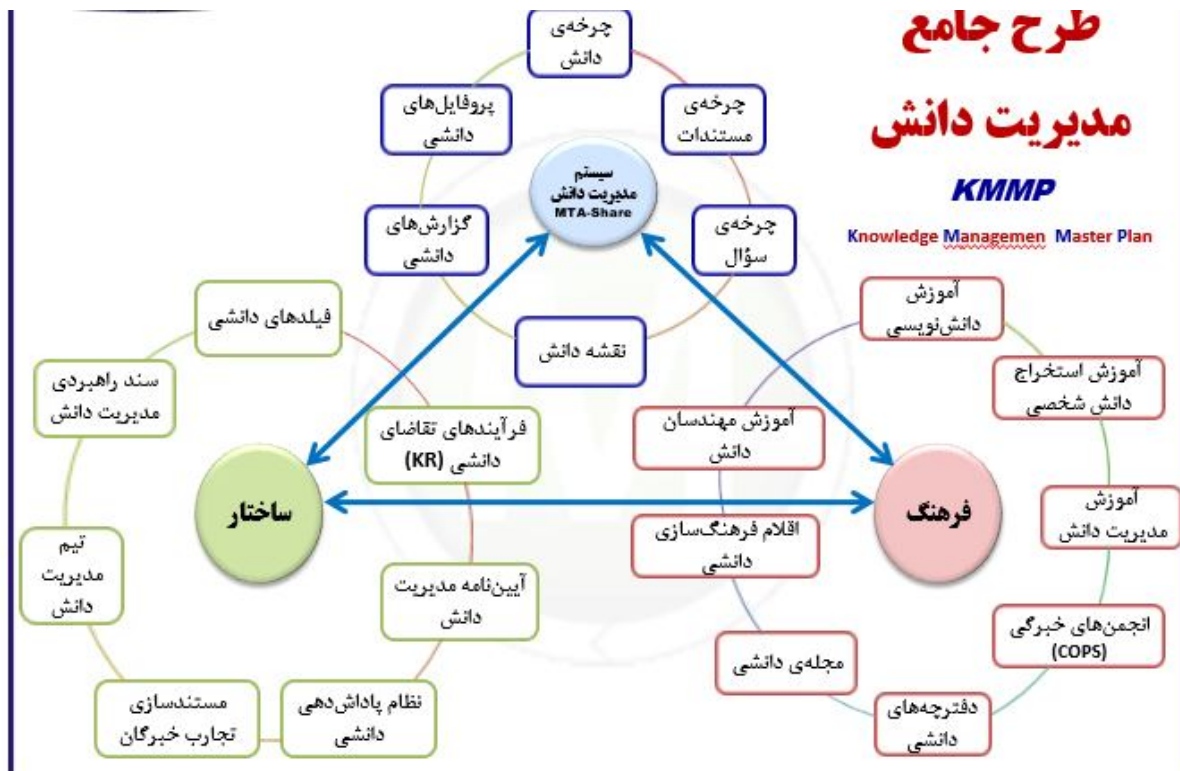 طرح جامع
مدیریت دانش
KMMP
Knowledge Managemen Master Plan
چرخه‌ی
دانش
پروفایل‌های
دانشی
چرخه‌ی
مستندات
سیستم
مدیریت دانش
MTA-Share
گزارش‌های
دانشی
چرخه‌ی
سؤال
نقشه دانش
آموزش
دانش‌نویسی
آموزش استخراج
دانش شخصی
آموزش مهندسان
دانش
فرهنگ
آموزش
مدیریت دانش
اقلام فرهنگ‌سازی
دانشی
انجمن‌های خبرگی
(COPS)
مجله‌ی دانشی
دفترچه‌های
دانشی
فیلدهای دانشی
سند راهبردی
مدیریت دانش
فرآیندهای تقاضای
دانشی (KR)
ساختار
تیم
مدیریت
دانش
آیین‌نامه مدیریت
دانش
مستندسازی
تجارب خبرگان
نظام پاداش‌دهی
دانشی